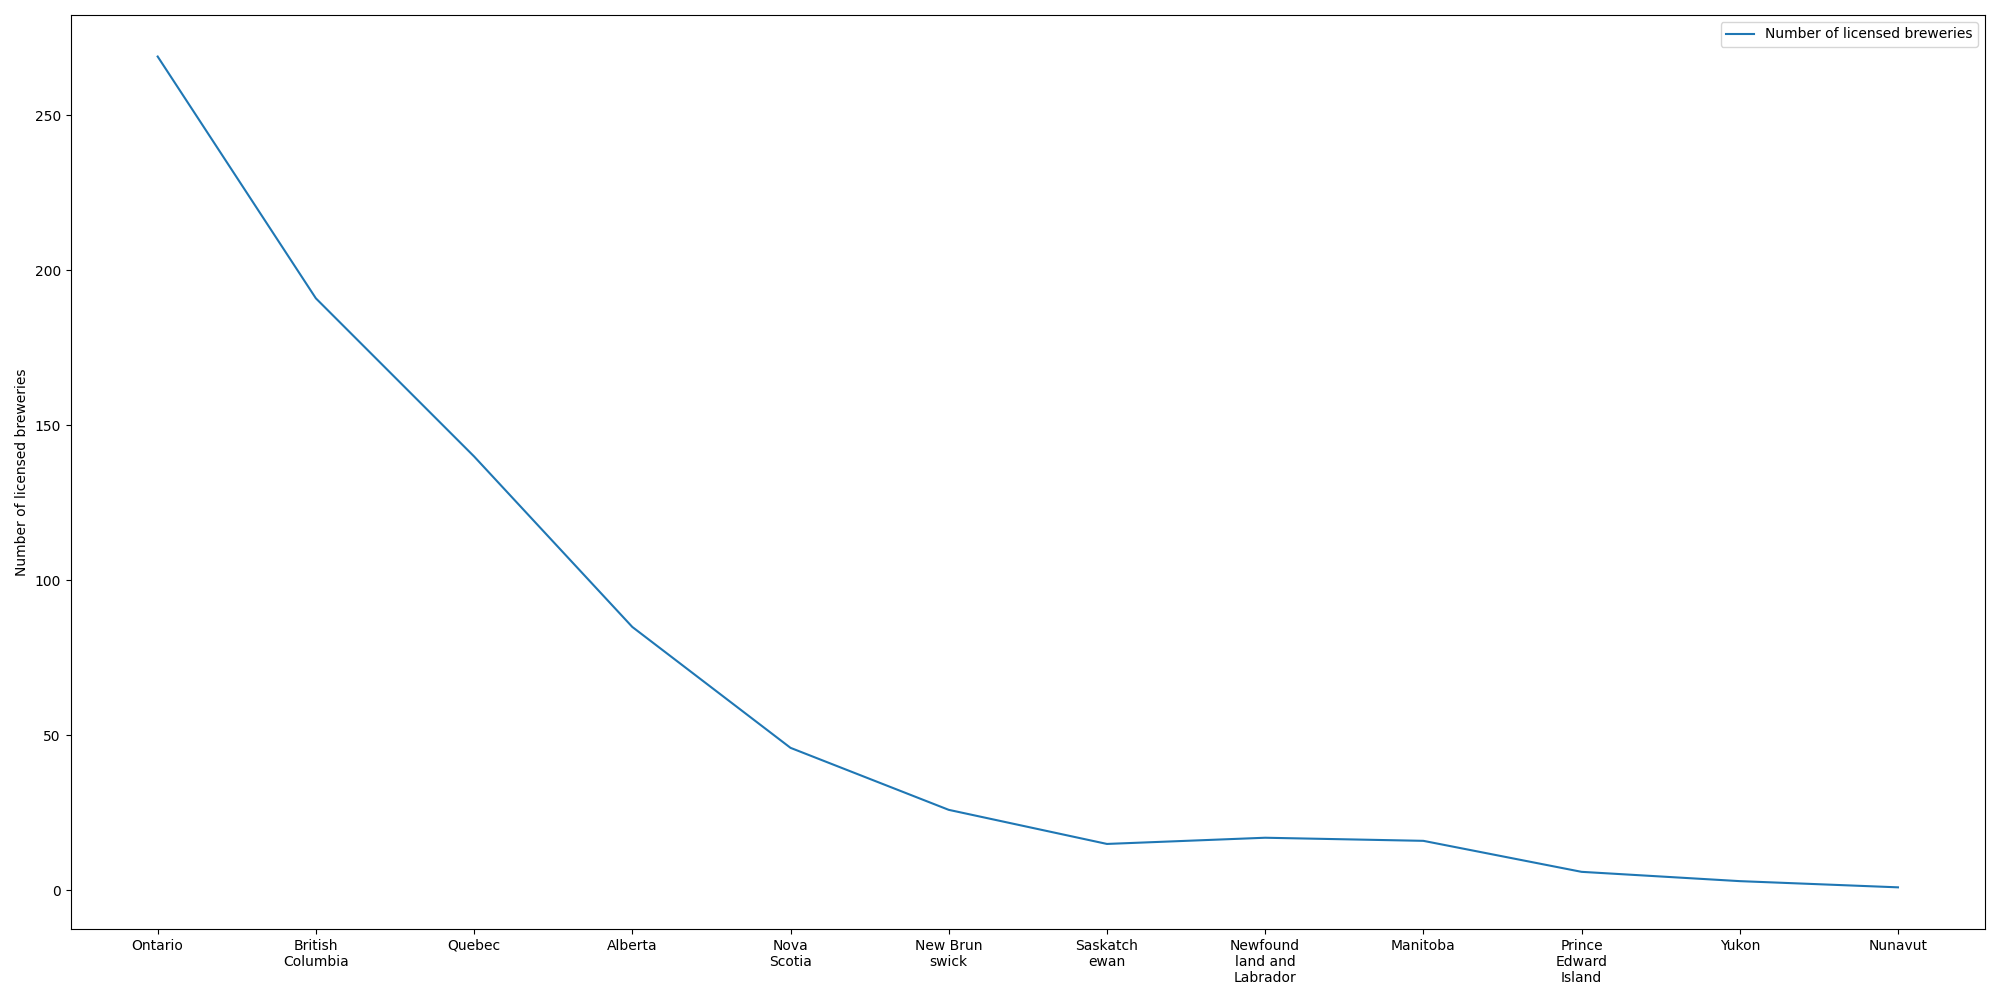 Number of licensed breweries
250
200
150
100
50
0
Number of licensed breweries
Ontario
British
Columbia
Quebec
Alberta
Nova
Scotia
New Brun
swick
Saskatch
ewan
Newfound
land and
Labrador
Manitoba
Prince
Edward
Island
Yukon
Nunavut